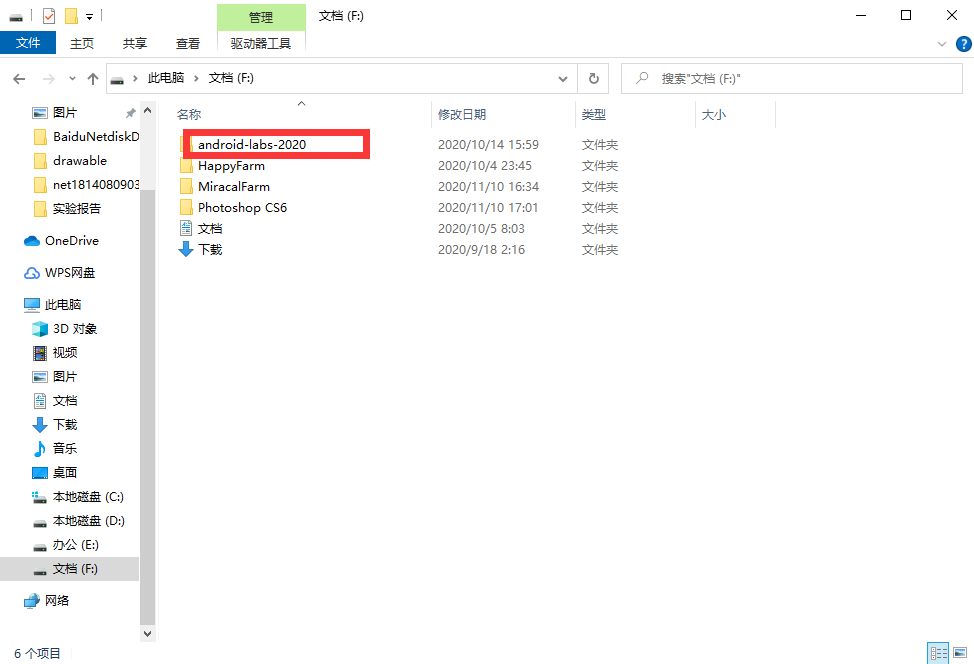 管理
文档 (F:)
文件 主页 共享 查看 驱动器工具
此电脑 文档 (F:)
搜索"文档 (F:)"
图片
BaiduNetdiskD
drawable
net1814080903
实验报告
OneDrive
WPS网盘
此电脑
3D 对象
视频
图片
文档
下载
音乐
桌面
本地磁盘 (C:)
本地磁盘 (D:)
办公 (E:)
文档 (F:)
网络
名称 修改日期 类型 大小
android-labs-2020 2020/10/14 15:59 文件夹
HappyFarm 2020/10/4 23:45 文件夹
MiracalFarm 2020/11/10 16:34 文件夹
Photoshop CS6 2020/11/10 17:01 文件夹
文档 2020/10/5 8:03 文件夹
下载 2020/9/18 2:16 文件夹
6 个项目